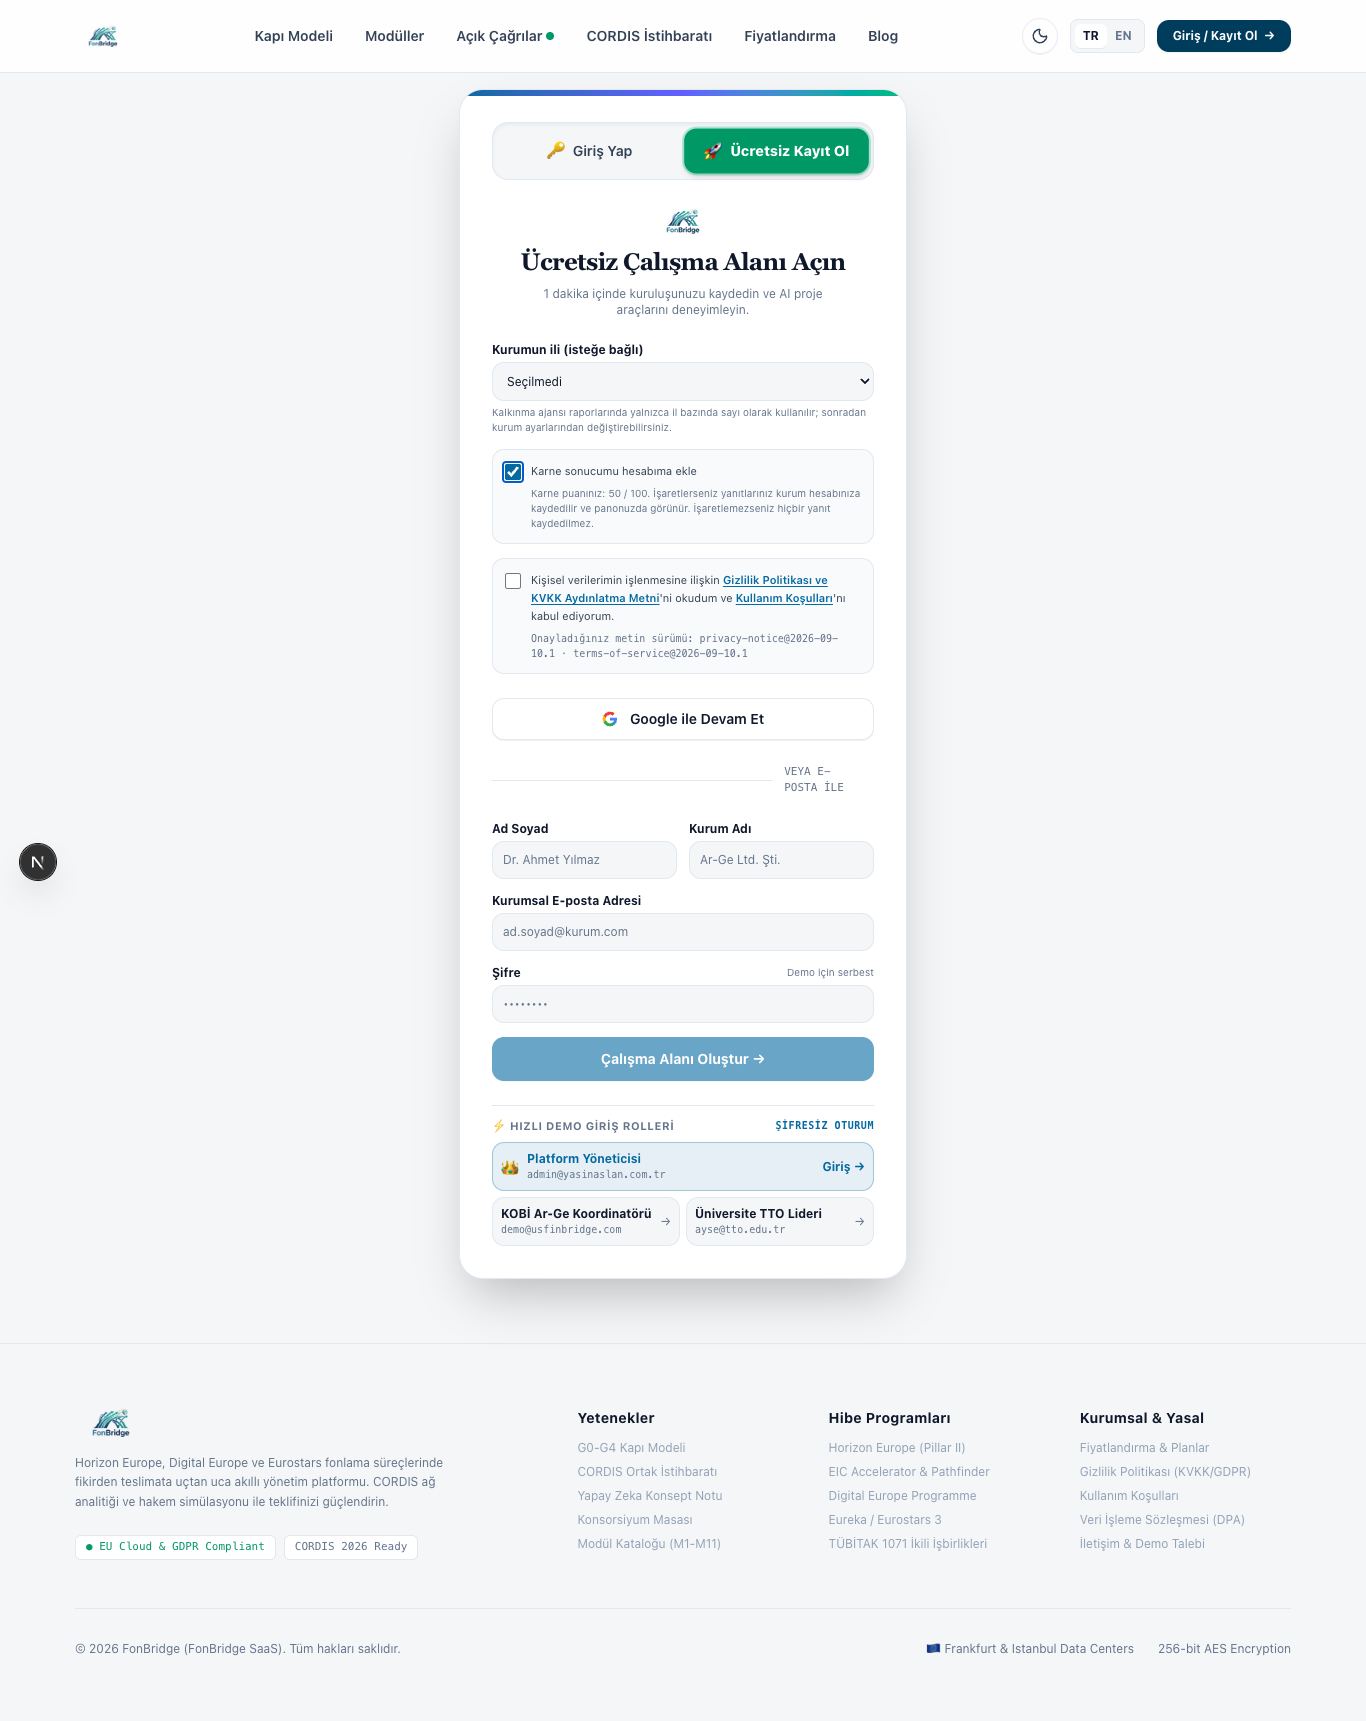 FonBridge
Kapı Modeli
Modüller
Açık Çağrılar
CORDIS İstihbaratı
Fiyatlandırma
Blog
TR
EN
Giriş / Kayıt Ol →
Giriş Yap
Ücretsiz Kayıt Ol
FonBridge
Ücretsiz Çalışma Alanı Açın
1 dakika içinde kuruluşunuzu kaydedin ve AI proje
araçlarını deneyimleyin.
Kurumun ili (isteğe bağlı)
Seçilmedi
Kalkınma ajansı raporlarında yalnızca il bazında sayı olarak kullanılır; sonradan
kurum ayarlarından değiştirebilirsiniz.
Karne sonucumu hesabıma ekle
Karne puanınız: 50 / 100. İşaretlerseniz yanıtlarınız kurum hesabınıza
kaydedilir ve panonuzda görünür. İşaretlemezseniz hiçbir yanıt
kaydedilmez.
Kişisel verilerimin işlenmesine ilişkin Gizlilik Politikası ve
KVKK Aydınlatma Metni'ni okudum ve Kullanım Koşulları'nı
kabul ediyorum.
Onayladığınız metin sürümü: privacy-notice@2026-09-
10.1 · terms-of-service@2026-09-10.1
Google ile Devam Et
VEYA E-
POSTA İLE
Ad Soyad
Kurum Adı
Dr. Ahmet Yılmaz
Ar-Ge Ltd. Şti.
Kurumsal E-posta Adresi
ad.soyad@kurum.com
Şifre
Demo için serbest
••••••••
Çalışma Alanı Oluştur →
N
⚡ HIZLI DEMO GİRİŞ ROLLERİ
ŞİFRESİZ OTURUM
Platform Yöneticisi
admin@yasinaslan.com.tr
Giriş →
KOBİ Ar-Ge Koordinatörü
demo@usfinbridge.com
→
Üniversite TTO Lideri
ayse@tto.edu.tr
→
FonBridge
Horizon Europe, Digital Europe ve Eurostars fonlama süreçlerinde
fikirden teslimata uçtan uca akıllı yönetim platformu. CORDIS ağ
analitiği ve hakem simülasyonu ile teklifinizi güçlendirin.
● EU Cloud & GDPR Compliant
CORDIS 2026 Ready
Yetenekler
G0-G4 Kapı Modeli
CORDIS Ortak İstihbaratı
Yapay Zeka Konsept Notu
Konsorsiyum Masası
Modül Kataloğu (M1-M11)
Hibe Programları
Horizon Europe (Pillar II)
EIC Accelerator & Pathfinder
Digital Europe Programme
Eureka / Eurostars 3
TÜBİTAK 1071 İkili İşbirlikleri
Kurumsal & Yasal
Fiyatlandırma & Planlar
Gizlilik Politikası (KVKK/GDPR)
Kullanım Koşulları
Veri İşleme Sözleşmesi (DPA)
İletişim & Demo Talebi
© 2026 FonBridge (FonBridge SaaS). Tüm hakları saklıdır.
Frankfurt & Istanbul Data Centers
256-bit AES Encryption